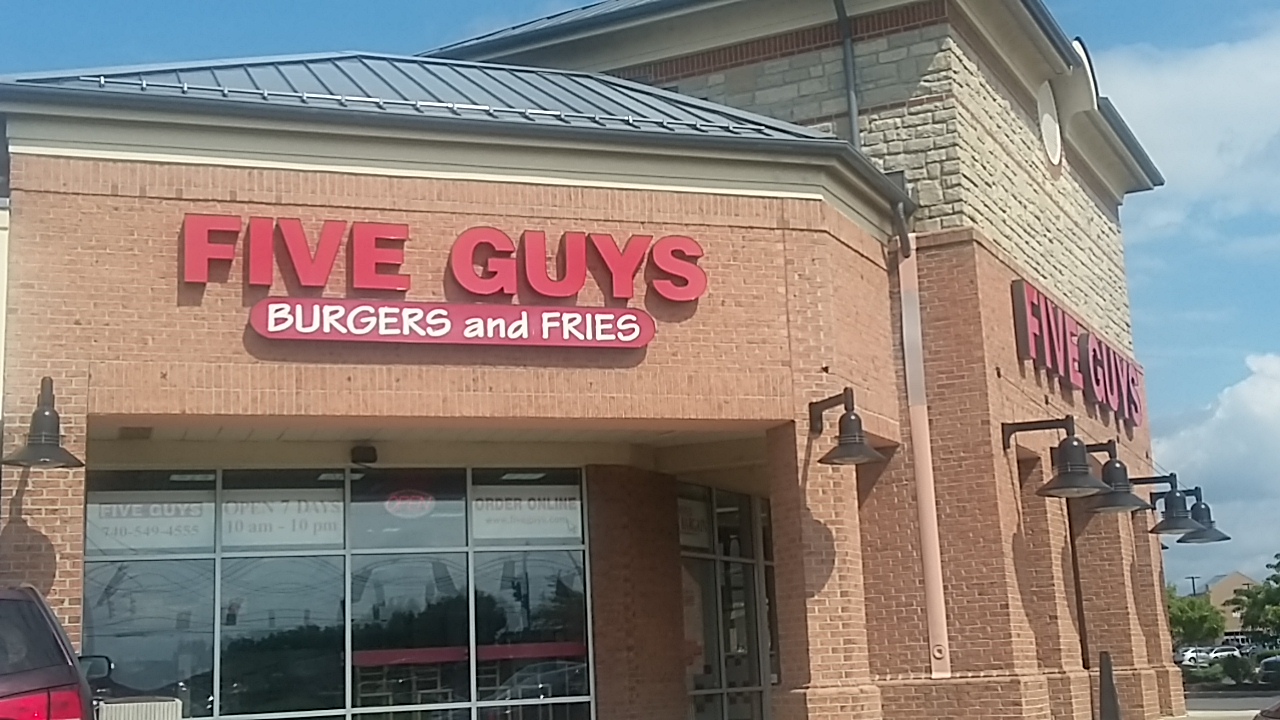 FIVE GUYS
BURGERS and FRIES
FIVE GUYS
FIVE GUYS
740-549-4555
OPEN 7 DAYS
10 am - 10 pm
OPEN
ORDER ONLINE
www.fiveguys.com